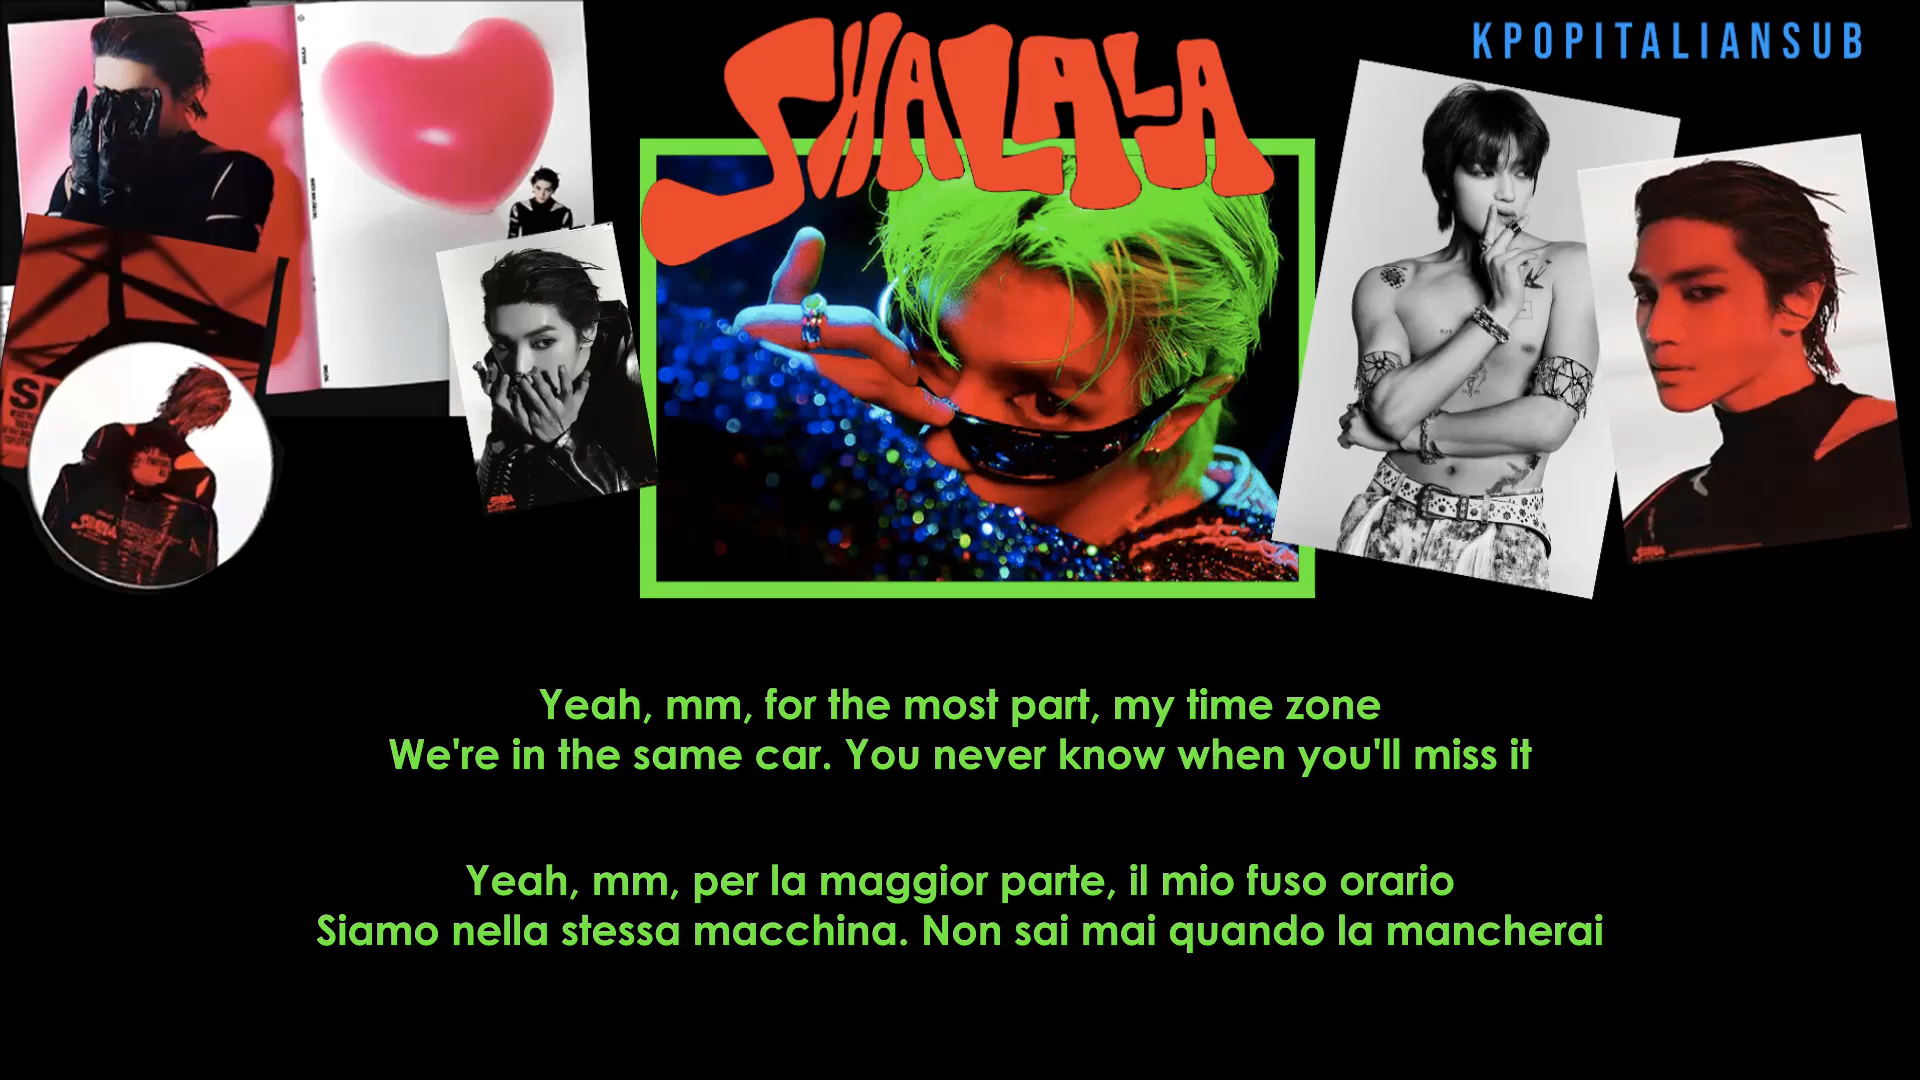 SHALALA
KPOPITALIANSUB
Yeah, mm, for the most part, my time zone
We're in the same car. You never know when you'll miss it
Yeah, mm, per la maggior parte, il mio fuso orario
Siamo nella stessa macchina. Non sai mai quando la mancherai